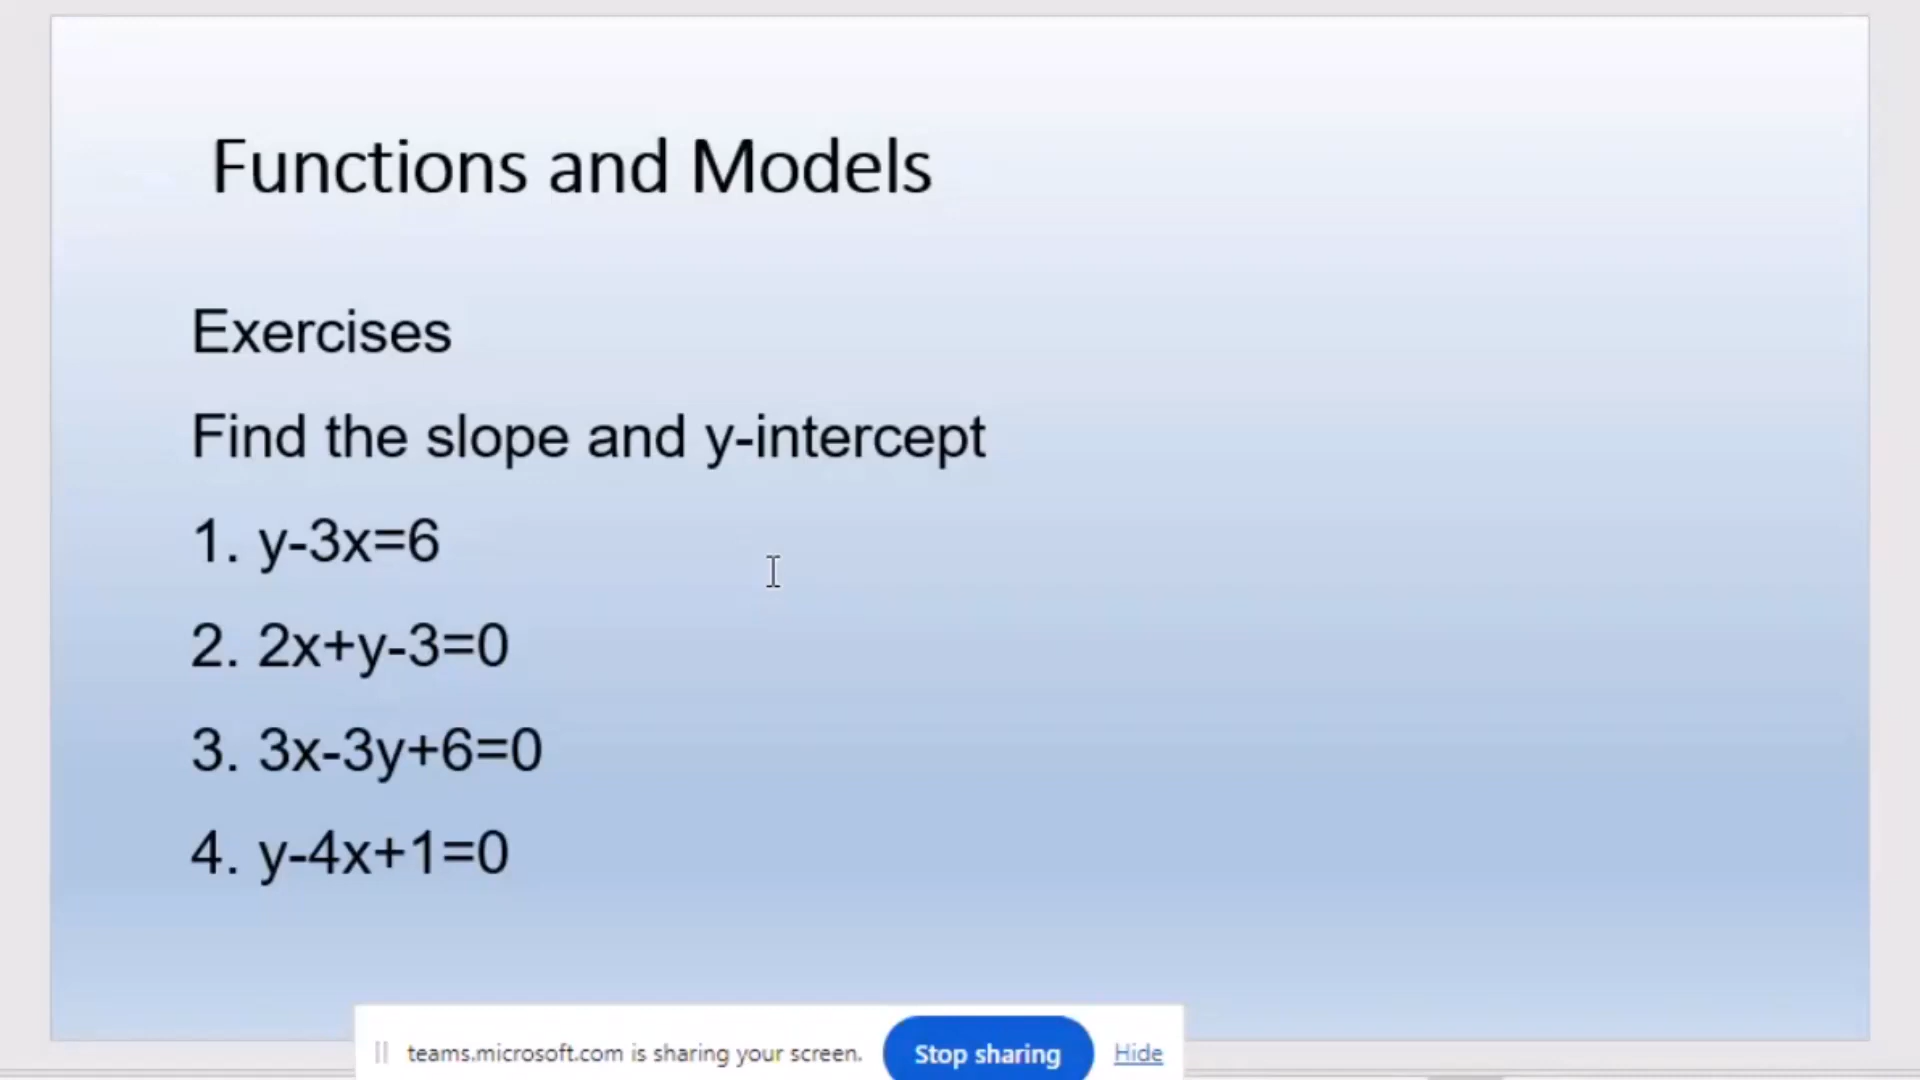 Functions and Models
Exercises
Find the slope and y-intercept
1. y-3x=6
2. 2x+y-3=0
3. 3x-3y+6=0
4. y-4x+1=0
teams.microsoft.com is sharing your screen. Stop sharing Hide